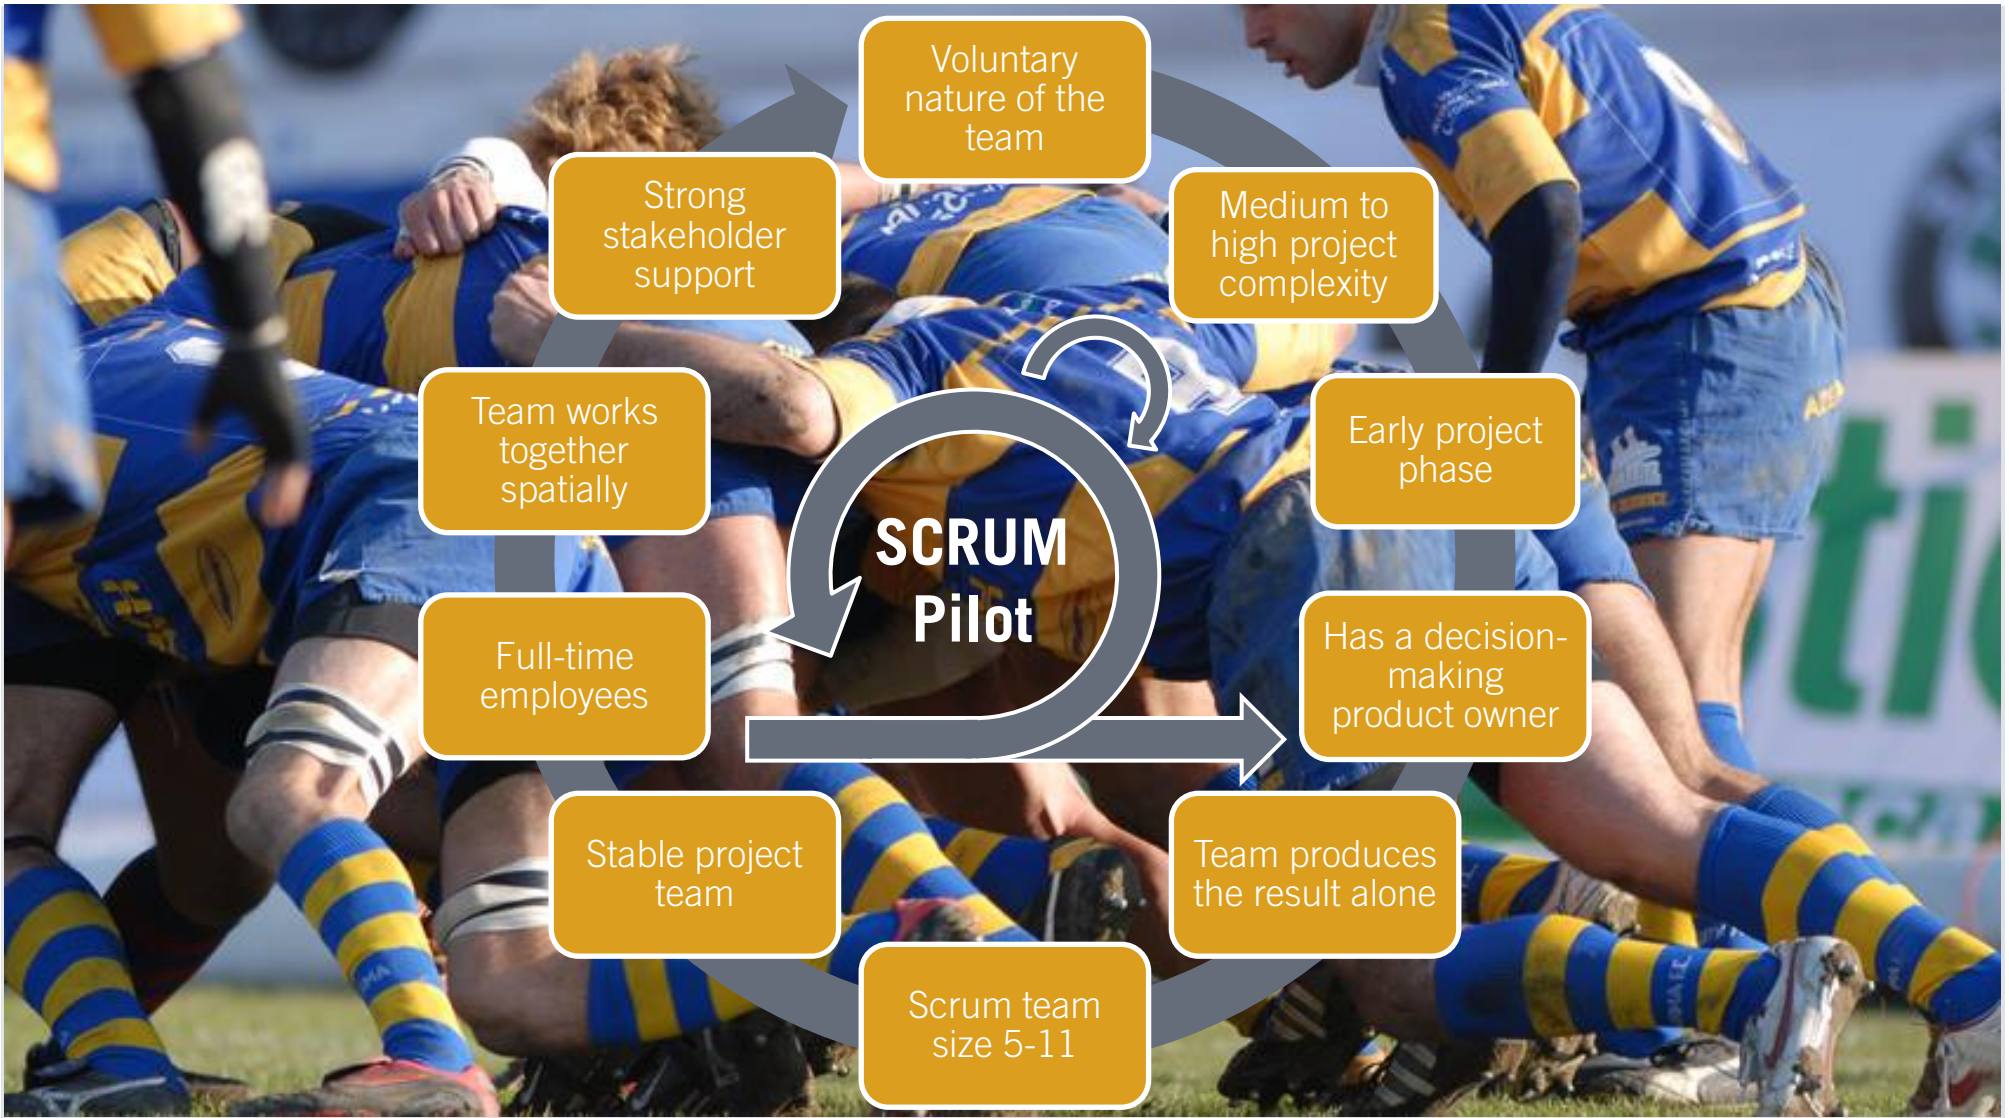 Voluntary
nature of the
team
Medium to
high project
complexity
Early project
phase
Has a decision-
making
product owner
Team produces
the result alone
Scrum team
size 5-11
Stable project
team
Full-time
employees
Team works
together
spatially
Strong
stakeholder
support
SCRUM
Pilot